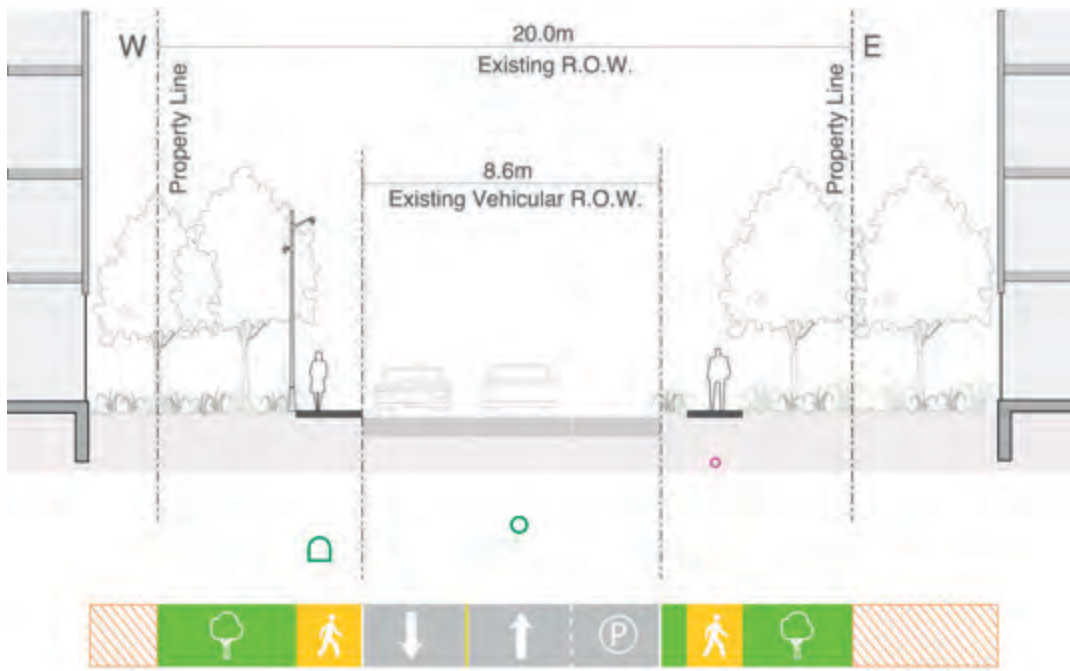 W
20.0m
E
Existing R.O.W.
Property Line
Property Line
8.6m
Existing Vehicular R.O.W.
P